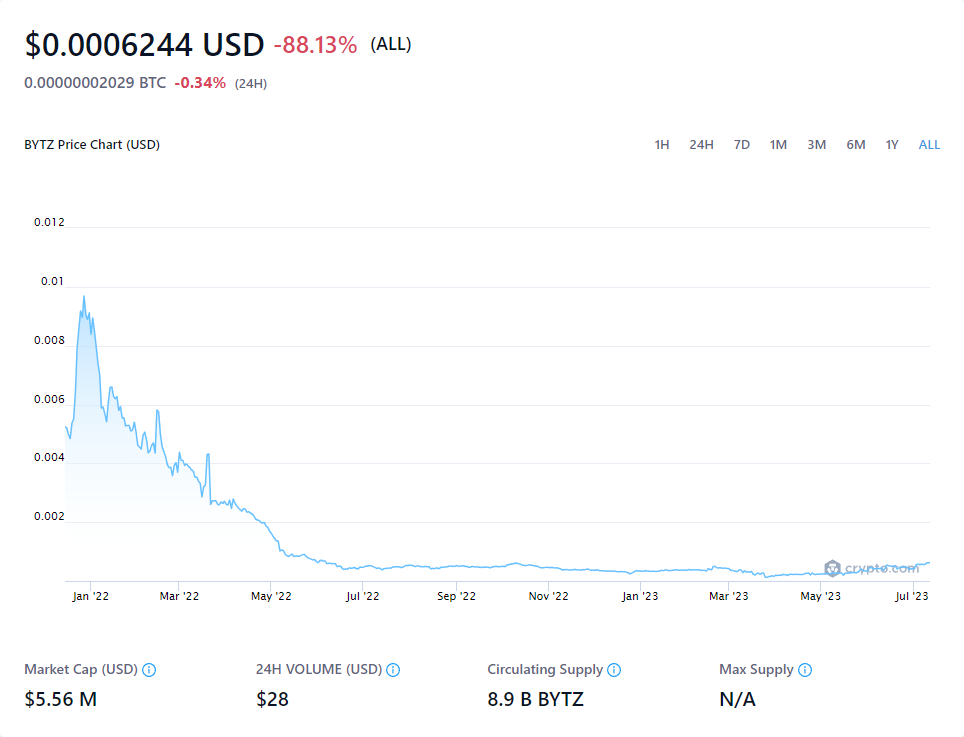 $0.0006244 USD -88.13% (ALL)
0.00000002029 BTC -0.34% (24H)
BYTZ Price Chart (USD) 1H 24H 7D 1M 3M 6M 1Y ALL
0.012
0.01
0.008
0.006
0.004
0.002
crypto.com
Jan '22 Mar '22 May '22 Jul '22 Sep '22 Nov '22 Jan '23 Mar '23 May '23 Jul '23
Market Cap (USD) 24H VOLUME (USD) Circulating Supply Max Supply
$5.56 M $28 8.9 B BYTZ N/A